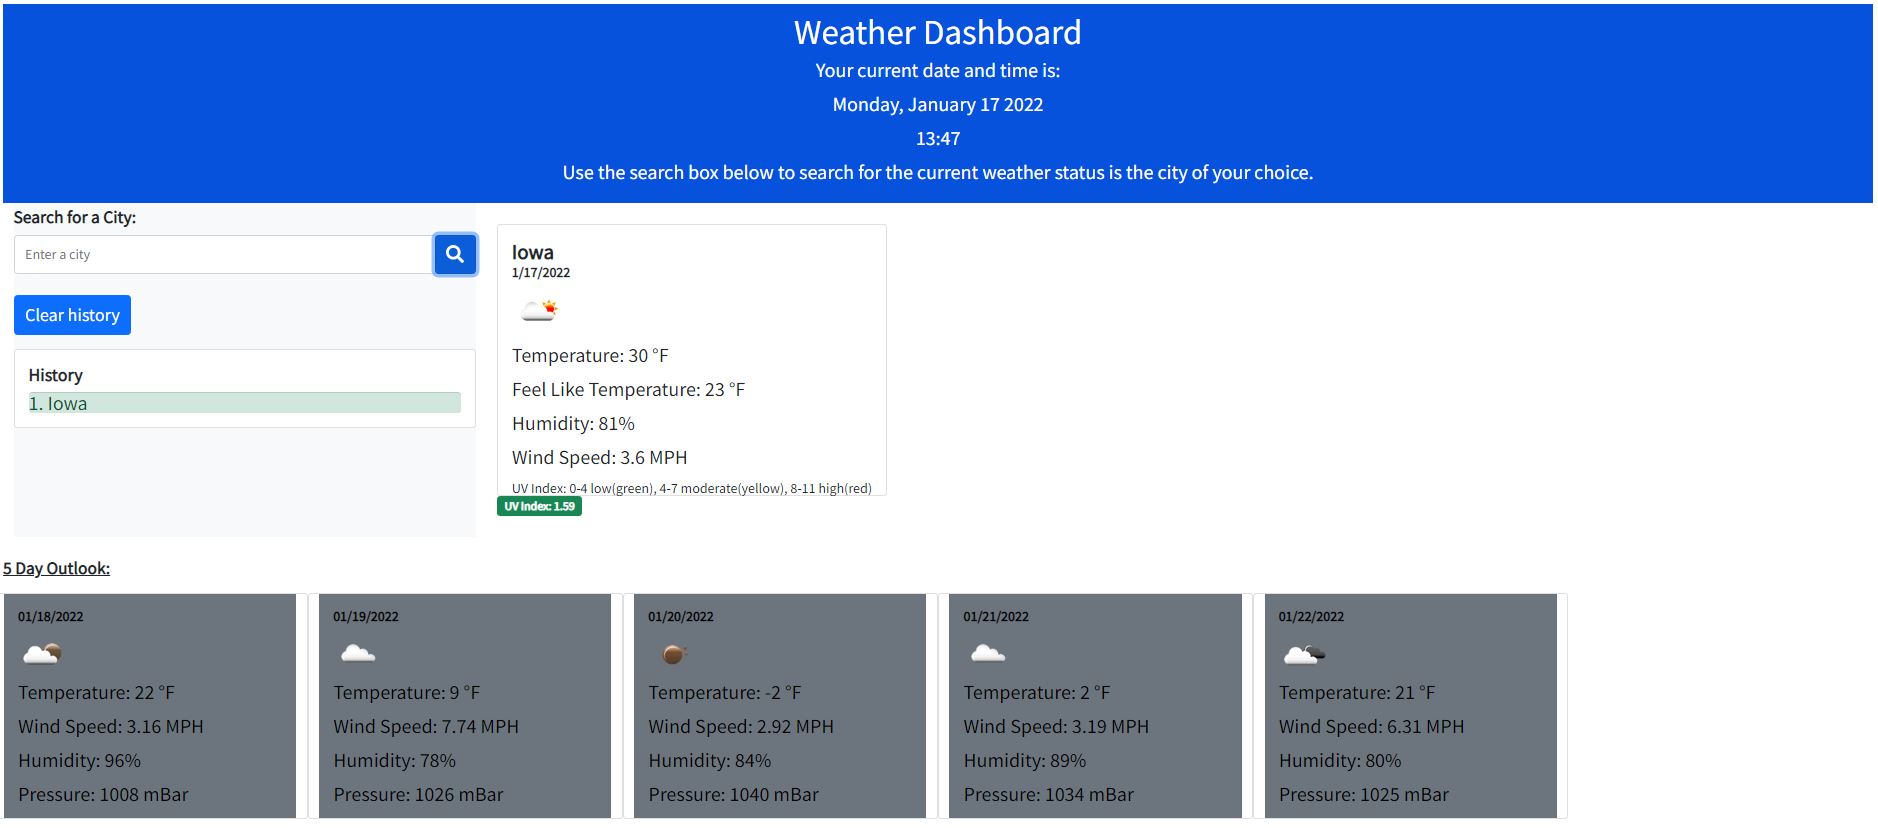 Weather Dashboard
Your current date and time is:
Monday, January 17 2022
13:47
Use the search box below to search for the current weather status is the city of your choice.
Search for a City:
Enter a city
Clear history
History
1. Iowa
Iowa
1/17/2022
Temperature: 30 °F
Feel Like Temperature: 23 °F
Humidity: 81%
Wind Speed: 3.6 MPH
UV Index: 0-4 low(green), 4-7 moderate(yellow), 8-11 high(red)
UV Index: 1.59
5 Day Outlook:
01/18/2022
Temperature: 22 °F
Wind Speed: 3.16 MPH
Humidity: 96%
Pressure: 1008 mBar
01/19/2022
Temperature: 9 °F
Wind Speed: 7.74 MPH
Humidity: 78%
Pressure: 1026 mBar
01/20/2022
Temperature: -2 °F
Wind Speed: 2.92 MPH
Humidity: 84%
Pressure: 1040 mBar
01/21/2022
Temperature: 2 °F
Wind Speed: 3.19 MPH
Humidity: 89%
Pressure: 1034 mBar
01/22/2022
Temperature: 21 °F
Wind Speed: 6.31 MPH
Humidity: 80%
Pressure: 1025 mBar